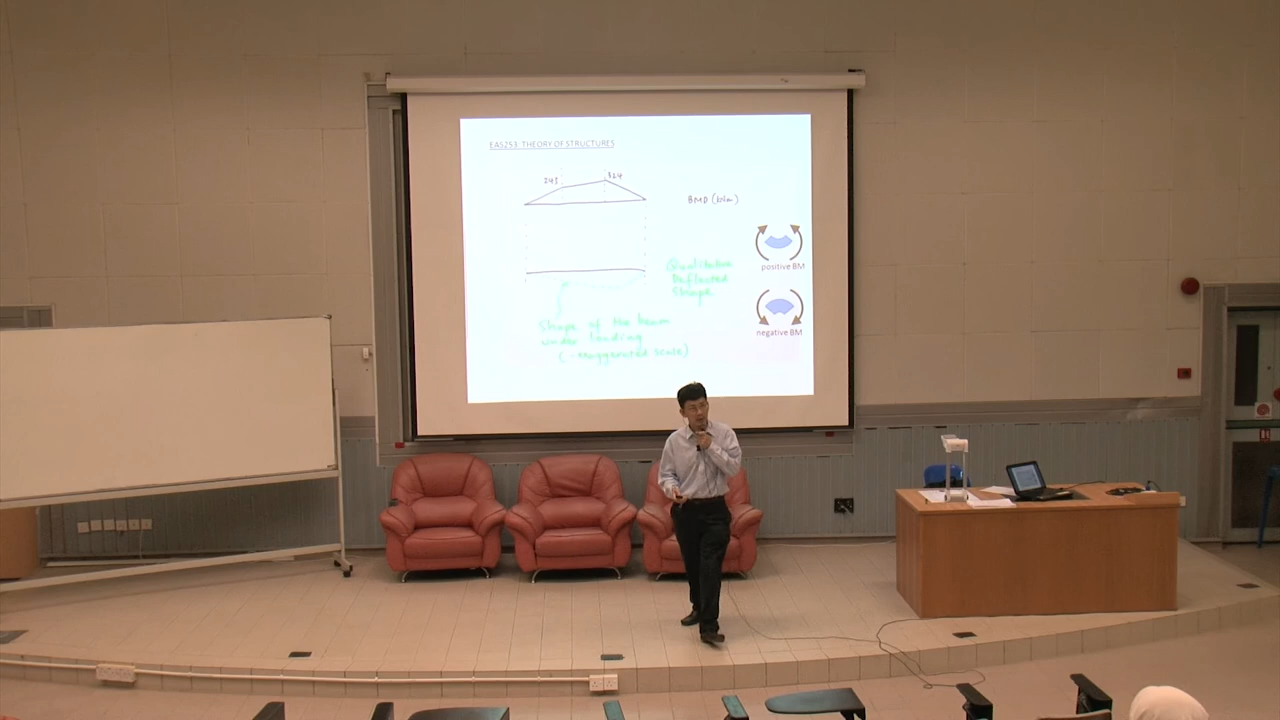 EAS253: THEORY OF STRUCTURES
324
BMD (kNm)
positive BM
Qualitative
Deflected
Shape
negative BM
Shape of the beam
under loading
(-exaggerated scale)